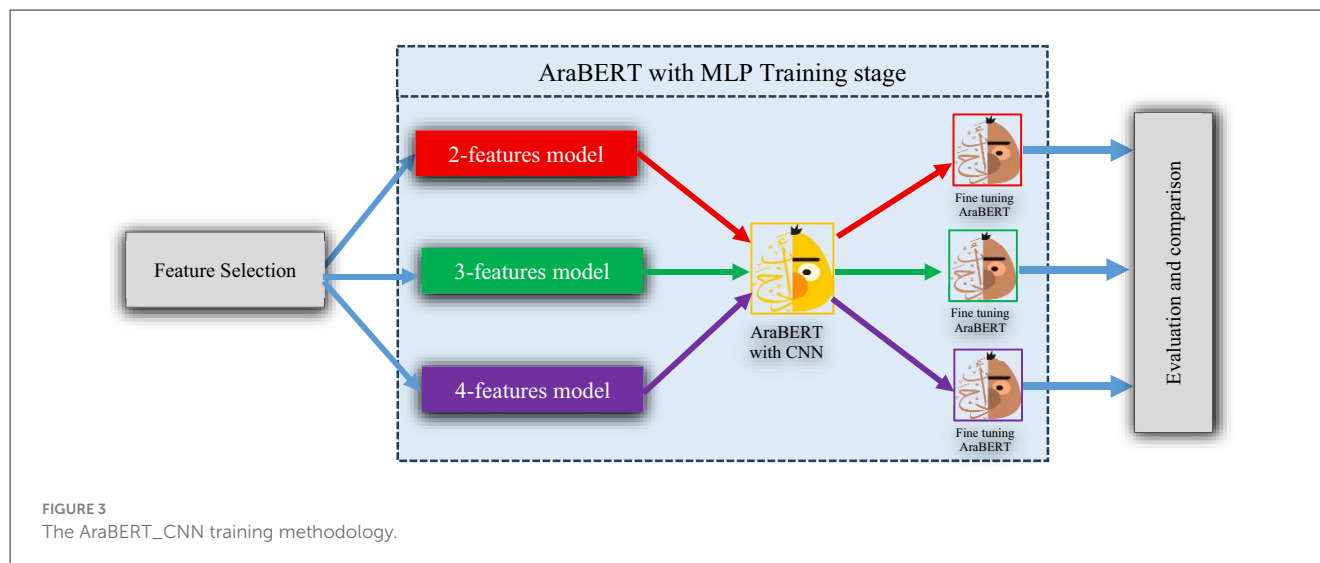 AraBERT with MLP Training stage
2-features model
Fine tuning
AraBERT
Feature Selection
3-features model
AraBERT
with CNN
Fine tuning
AraBERT
4-features model
Fine tuning
AraBERT
Evaluation and comparison
FIGURE 3
The AraBERT_CNN training methodology.